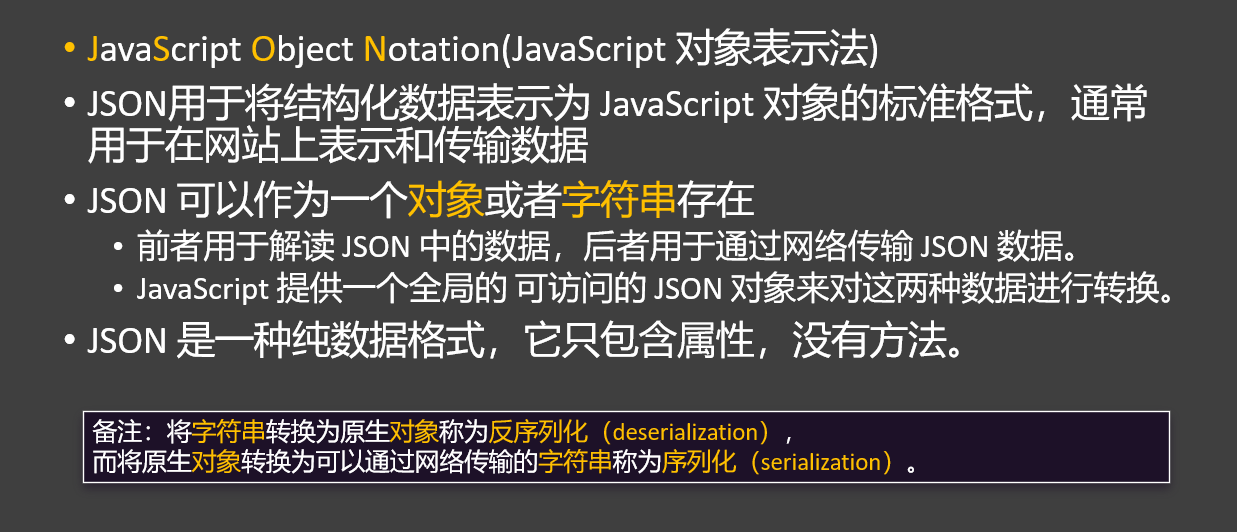 • JavaScript Object Notation(JavaScript 对象表示法)
• JSON用于将结构化数据表示为 JavaScript 对象的标准格式，通常
用于在网站上表示和传输数据
• JSON 可以作为一个对象或者字符串存在
• 前者用于解读 JSON 中的数据，后者用于通过网络传输 JSON 数据。
• JavaScript 提供一个全局的 可访问的 JSON 对象来对这两种数据进行转换。
• JSON 是一种纯数据格式，它只包含属性，没有方法。
备注：将字符串转换为原生对象称为反序列化（deserialization），
而将原生对象转换为可以通过网络传输的字符串称为序列化（serialization）。